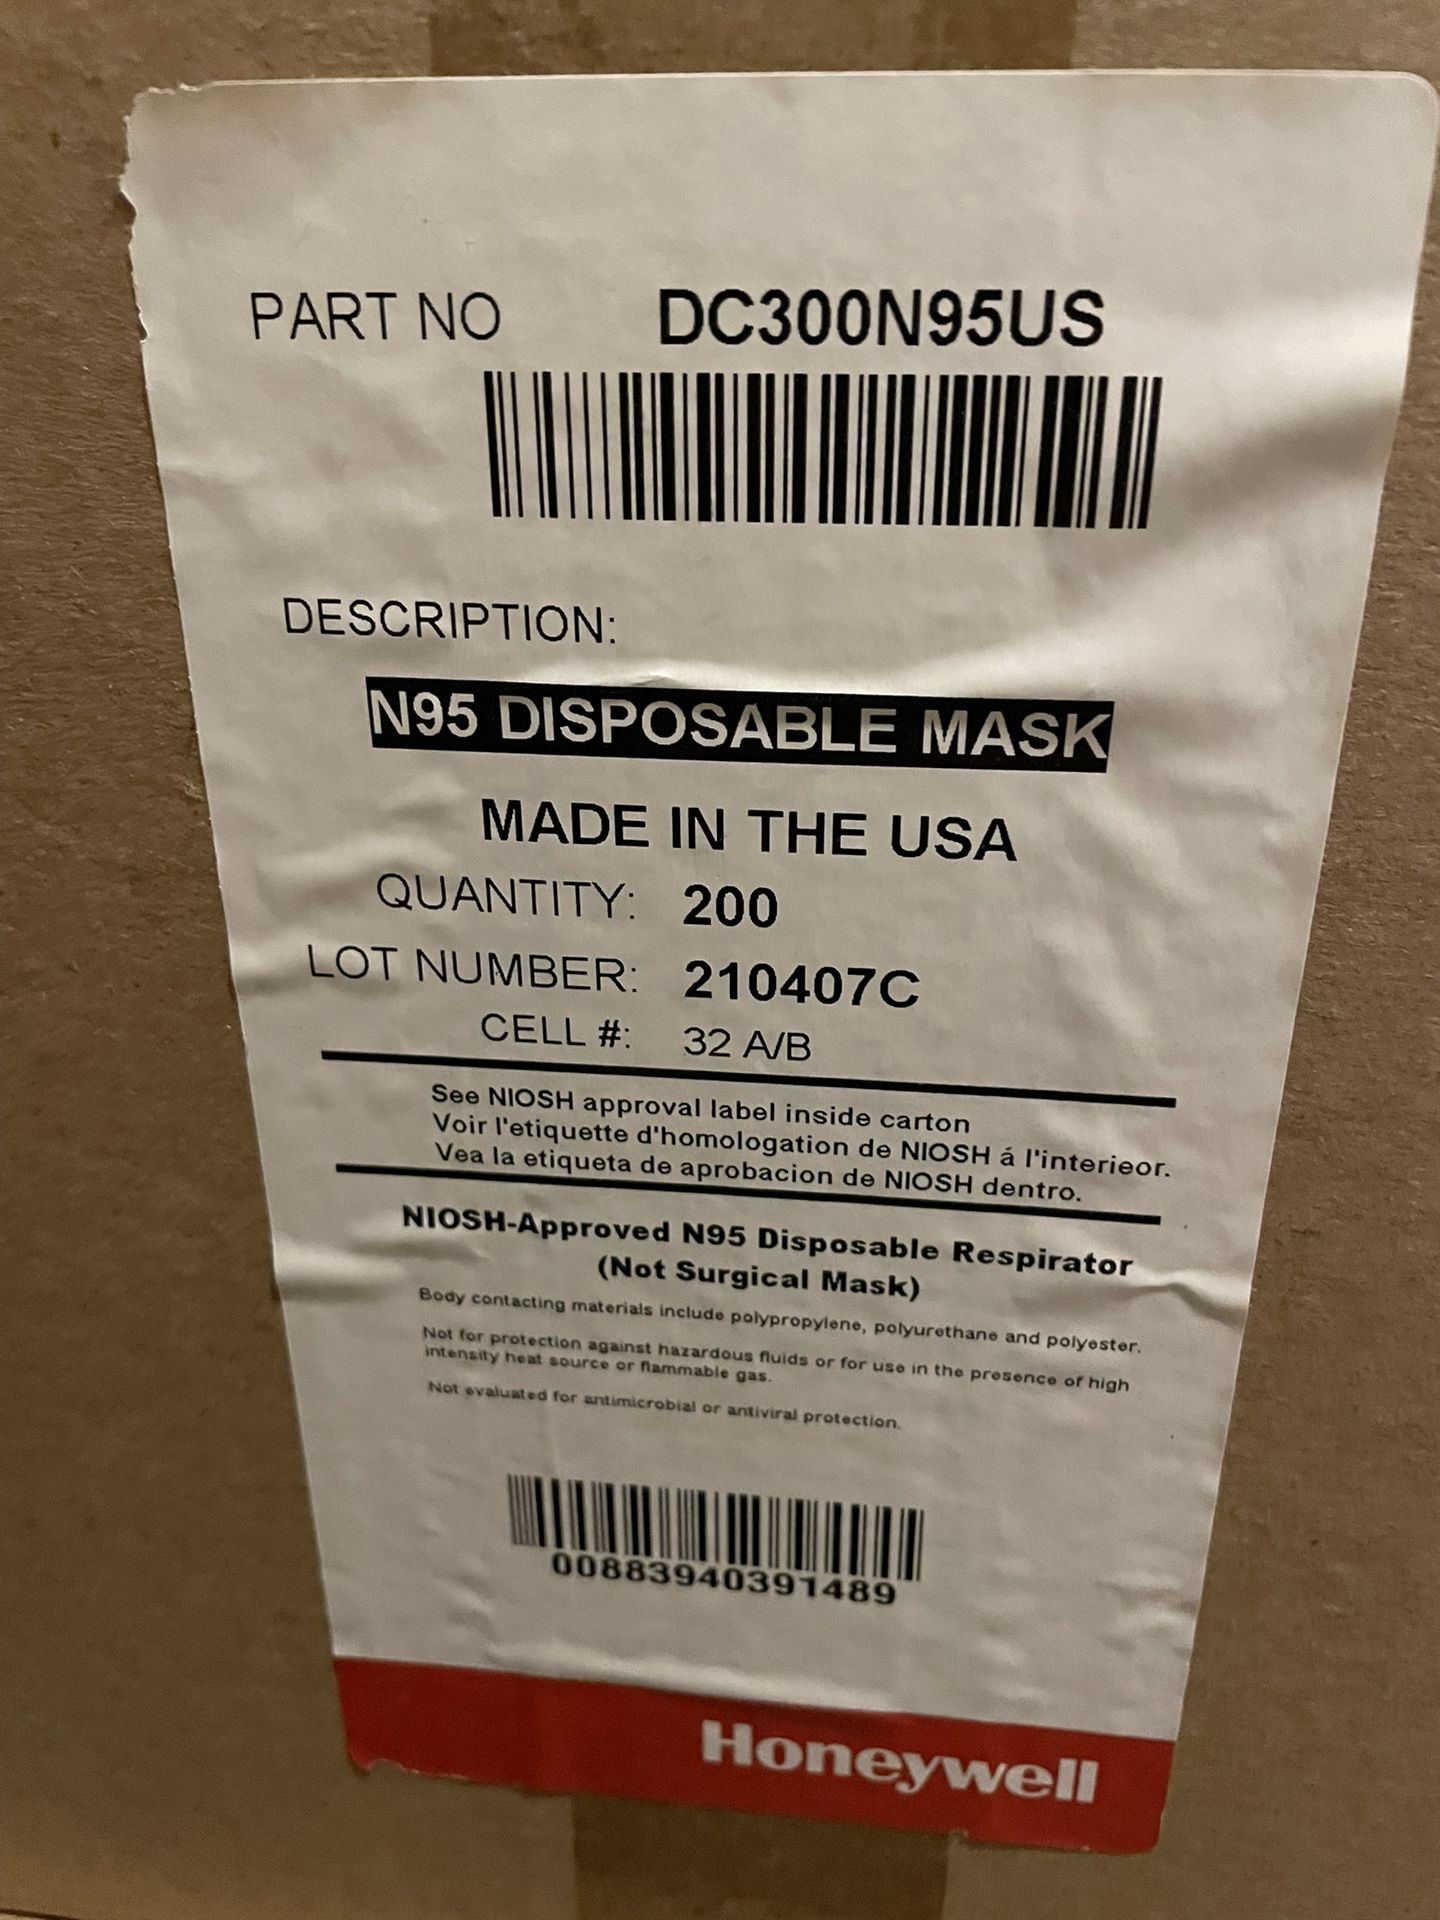 PART NO DC300N95US
DESCRIPTION:
N95 DISPOSABLE MASK
MADE IN THE USA
QUANTITY: 200
LOT NUMBER: 210407C
CELL #: 32 A/B
See NIOSH approval label inside carton
Voir l'etiquette d'homologation de NIOSH á l'interieor.
Vea la etiqueta de aprobacion de NIOSH dentro.
NIOSH-Approved N95 Disposable Respirator
(Not Surgical Mask)
Body contacting materials include polypropylene, polyurethane and polyester.
Not for protection against hazardous fluids or for use in the presence of high
intensity heat source or flammable gas.
Not evaluated for antimicrobial or antiviral protection.
00883940391489
Honeywell